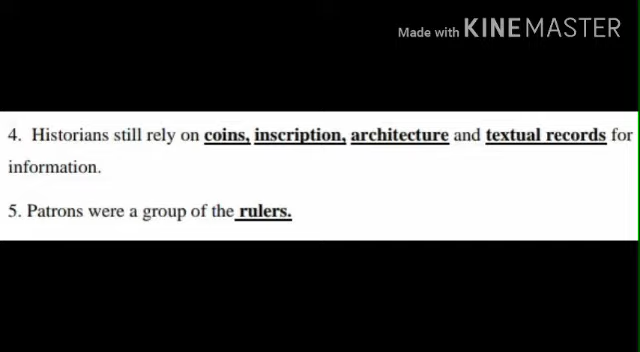 Made with KINEMASTER
4. Historians still rely on coins, inscription, architecture and textual records for
information.
5. Patrons were a group of the rulers.